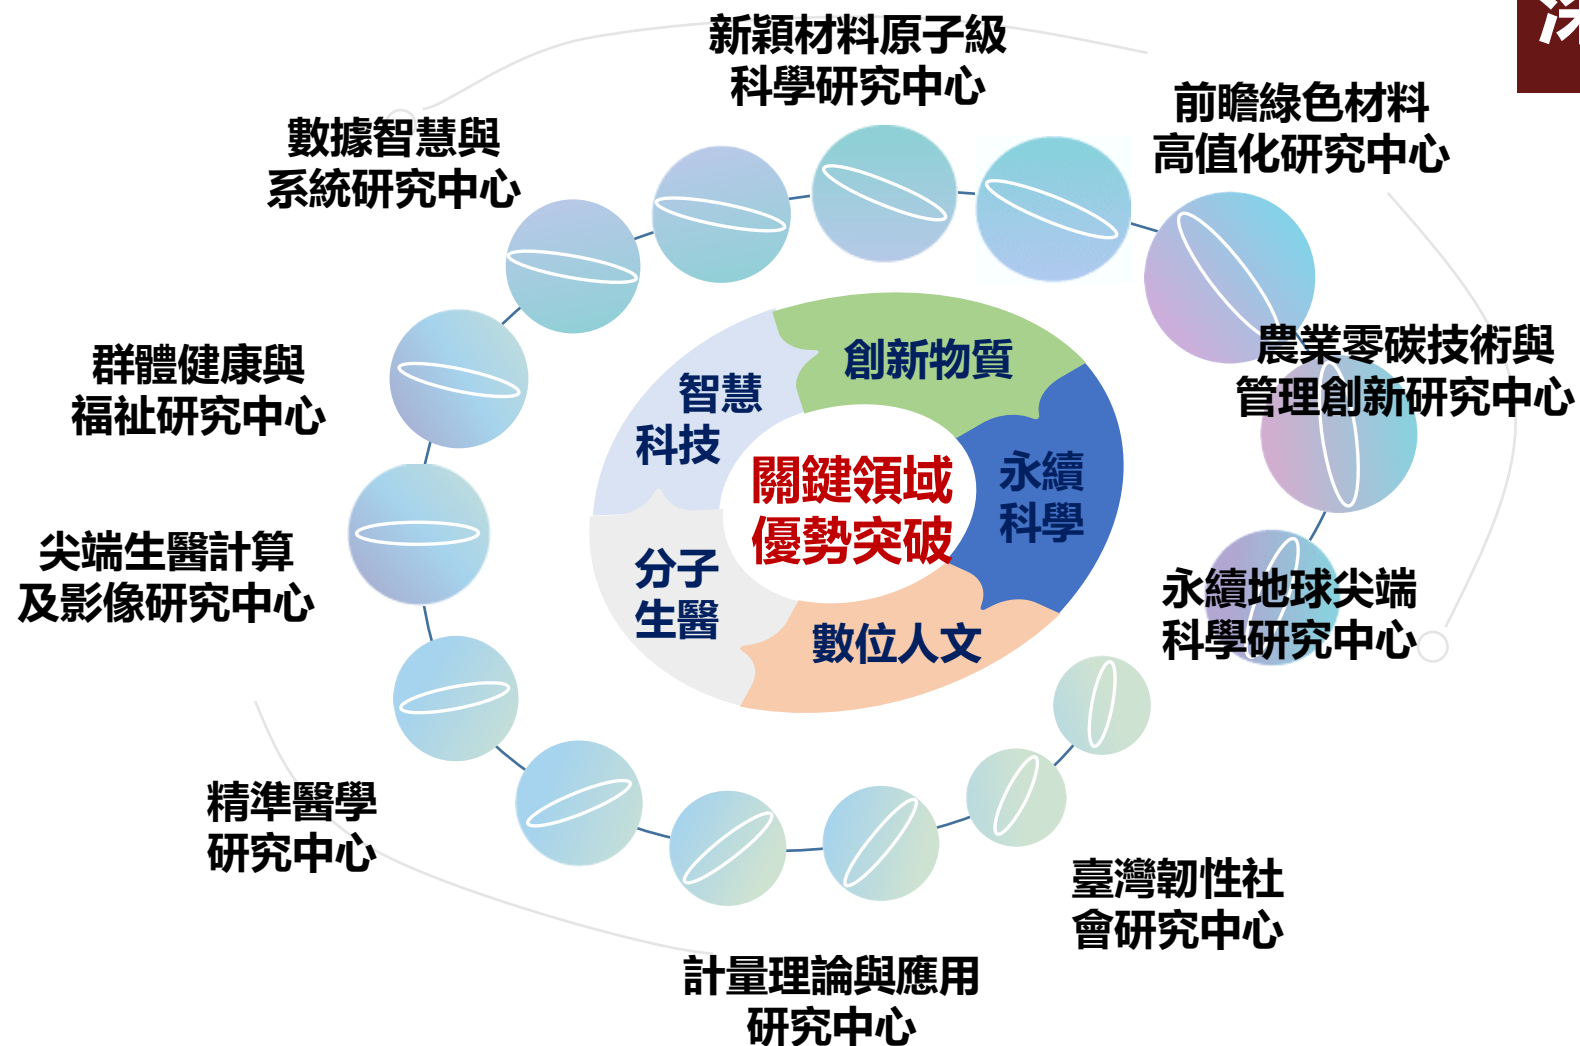 新穎材料原子級
科學研究中心
前瞻綠色材料
高值化研究中心
數據智慧與
系統研究中心
群體健康與
福祉研究中心
農業零碳技術與
管理創新研究中心
尖端生醫計算
及影像研究中心
永續地球尖端
科學研究中心
精準醫學
研究中心
臺灣韌性社
會研究中心
計量理論與應用
研究中心
創新物質
智慧
科技
永續
科學
分子
生醫
數位人文
關鍵領域
優勢突破